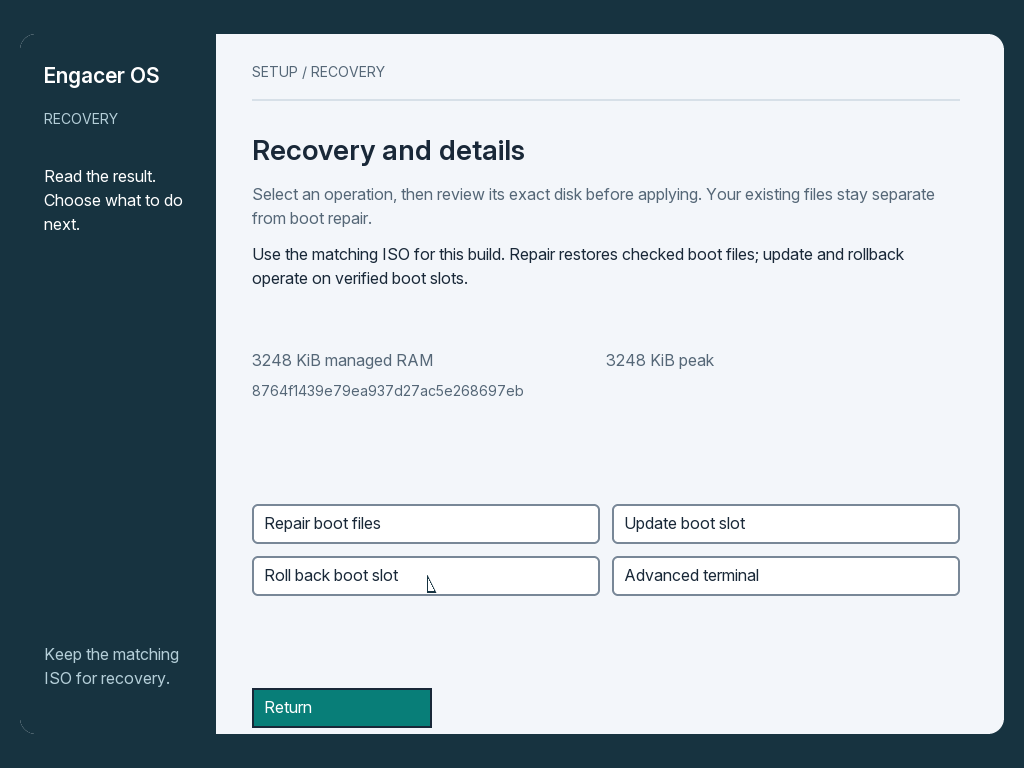 Engacer OS
RECOVERY
Read the result.
Choose what to do
next.
Keep the matching
ISO for recovery.
SETUP / RECOVERY
Recovery and details
Select an operation, then review its exact disk before applying. Your existing files stay separate
from boot repair.
Use the matching ISO for this build. Repair restores checked boot files; update and rollback
operate on verified boot slots.
3248 KiB managed RAM
3248 KiB peak
8764f1439e79ea937d27ac5e268697eb
Repair boot files
Update boot slot
Roll back boot slot
Advanced terminal
Return